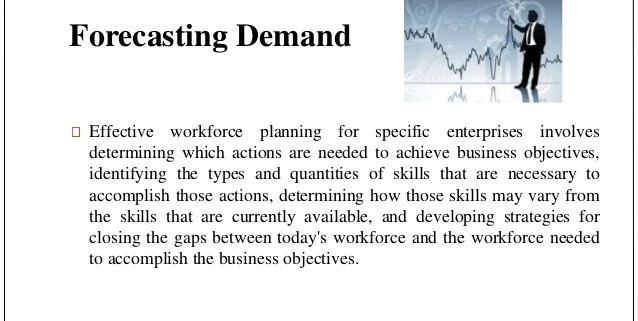 Forecasting Demand
Effective workforce planning for specific enterprises involves
determining which actions are needed to achieve business objectives,
identifying the types and quantities of skills that are necessary to
accomplish those actions, determining how those skills may vary from
the skills that are currently available, and developing strategies for
closing the gaps between today's workforce and the workforce needed
to accomplish the business objectives.